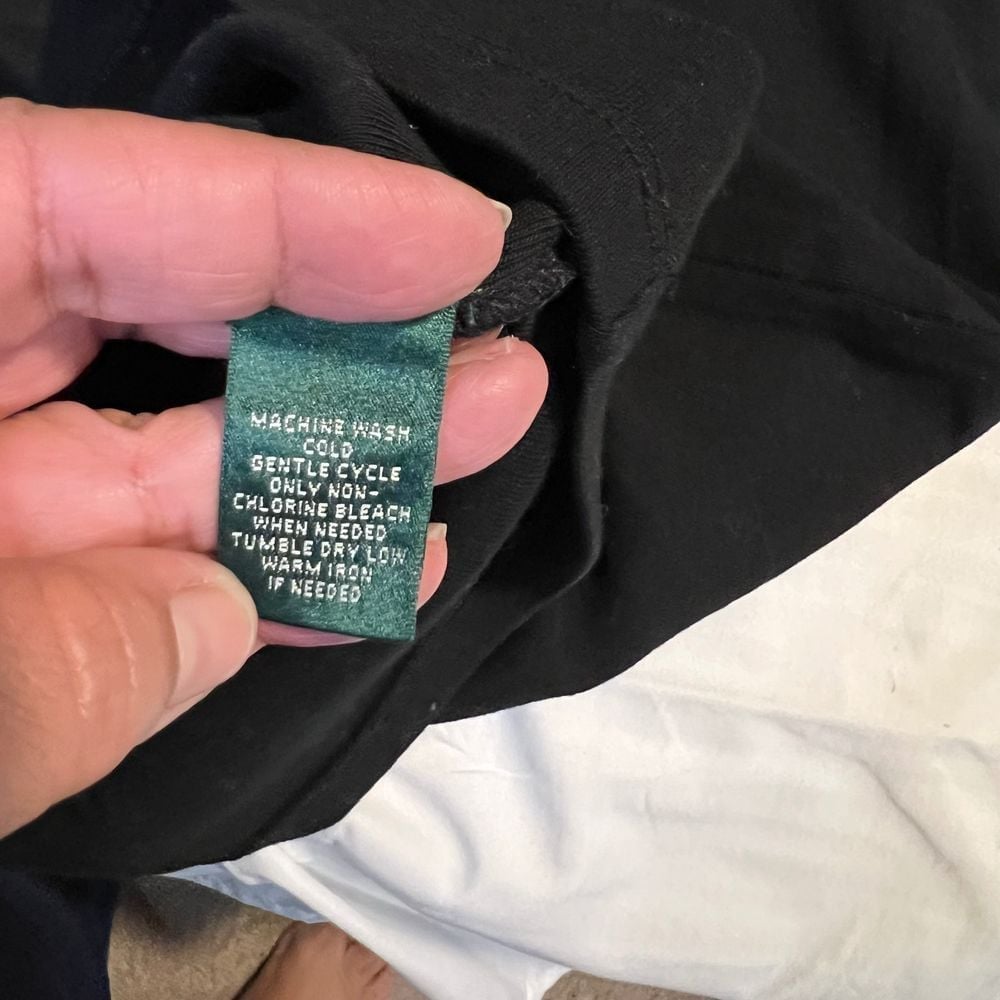 MACHINE WASH
COLD
GENTLE CYCLE
ONLY NON-
CHLORINE BLEACH
WHEN NEEDED
TUMBLE DRY LOW
WARM IRON
IF NEEDED